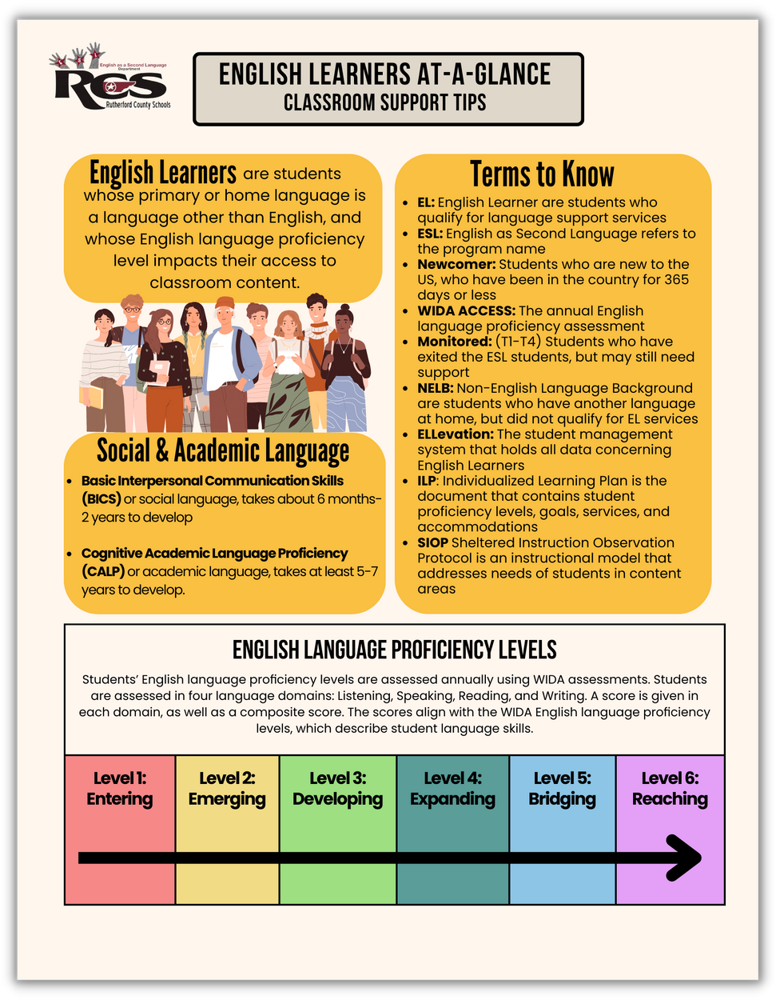 English as a Second Language
Department
RCS
Rutherford County Schools
ENGLISH LEARNERS AT-A-GLANCE
CLASSROOM SUPPORT TIPS
English Learners are students
whose primary or home language is
a language other than English, and
whose English language proficiency
level impacts their access to
classroom content.
Social & Academic Language
• Basic Interpersonal Communication Skills
(BICS) or social language, takes about 6 months-
2 years to develop
• Cognitive Academic Language Proficiency
(CALP) or academic language, takes at least 5-7
years to develop.
Terms to Know
• EL: English Learner are students who
qualify for language support services
• ESL: English as Second Language refers to
the program name
• Newcomer: Students who are new to the
US, who have been in the country for 365
days or less
• WIDA ACCESS: The annual English
language proficiency assessment
• Monitored: (T1-T4) Students who have
exited the ESL students, but may still need
support
• NELB: Non-English Language Background
are students who have another language
at home, but did not qualify for EL services
• ELLevation: The student management
system that holds all data concerning
English Learners
• ILP: Individualized Learning Plan is the
document that contains student
proficiency levels, goals, services, and
accommodations
• SIOP Sheltered Instruction Observation
Protocol is an instructional model that
addresses needs of students in content
areas
ENGLISH LANGUAGE PROFICIENCY LEVELS
Students' English language proficiency levels are assessed annually using WIDA assessments. Students
are assessed in four language domains: Listening, Speaking, Reading, and Writing. A score is given in
each domain, as well as a composite score. The scores align with the WIDA English language proficiency
levels, which describe student language skills.
Level 1:
Entering
Level 2:
Emerging
Level 3:
Developing
Level 4:
Expanding
Level 5:
Bridging
Level 6:
Reaching